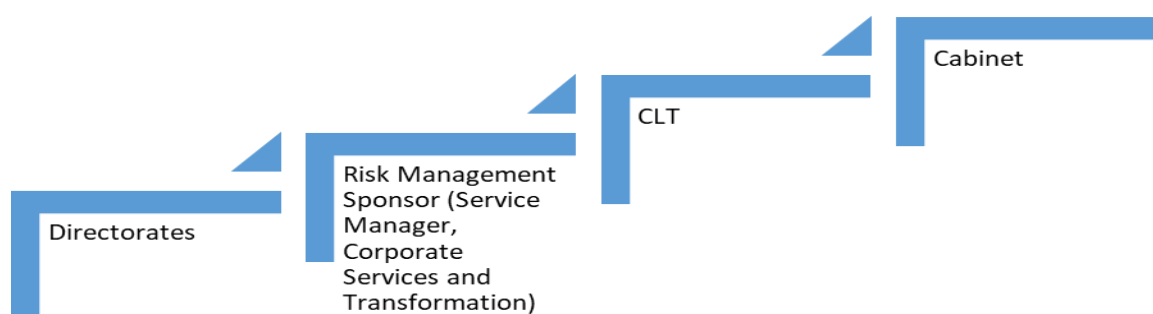 Directorates
Risk Management
Sponsor (Service
Manager,
Corporate
Services and
Transformation)
CLT
Cabinet